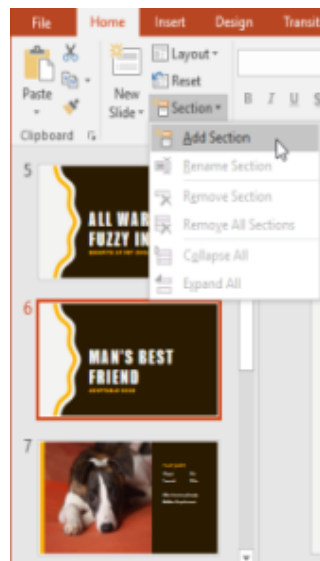 File Home Insert Design Transit
Paste
New
Slide
Layout
Reset
Section
B I U S
Clipboard
Add Section
Rename Section
Remove Section
Remove All Sections
Collapse All
Expand All
5
ALL WAR
FUZZY IN
6
MAN'S BEST
FRIEND
7